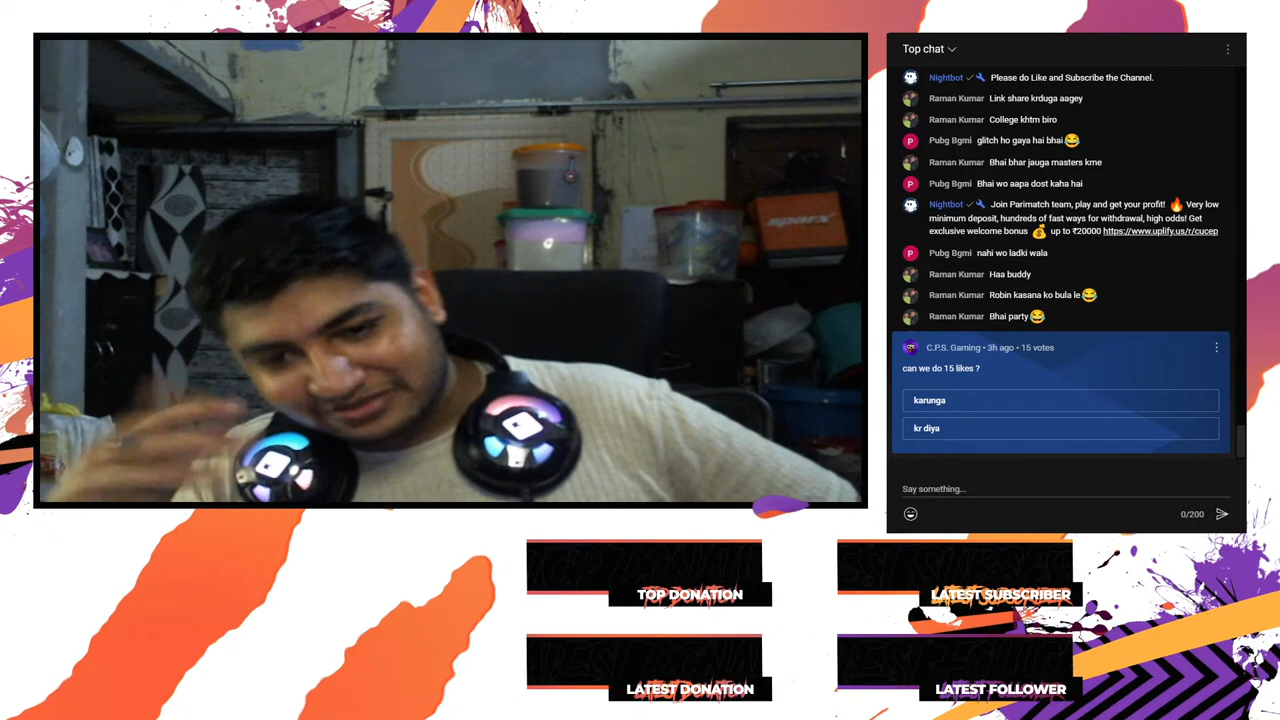 Top chat
Nightbot Please do Like and Subscribe the Channel.
Raman Kumar Link share krduga aagey
Raman Kumar College khtm biro
Pubg Bgmi glitch ho gaya hai bhai😂
Raman Kumar Bhai bhar jauga masters krne
Pubg Bgmi Bhai wo aapa dost kaha hai
Nightbot Join Parimatch team, play and get your profit! 🔥 Very low
minimum deposit, hundreds of fast ways for withdrawal, high odds! Get
exclusive welcome bonus 💰 up to ₹20000 https://www.uplify.us/r/cucep
Pubg Bgmi nahi wo ladki wala
Raman Kumar Haa buddy
Raman Kumar Robin kasana ko bula le😂
Raman Kumar Bhai party😂
C.P.S. Gaming • 3h ago • 15 votes
can we do 15 likes ?
karunga
kr diya
Say something...
0/200
sparx
TOP DONATION
LATEST SUBSCRIBER
LATEST DONATION
LATEST FOLLOWER